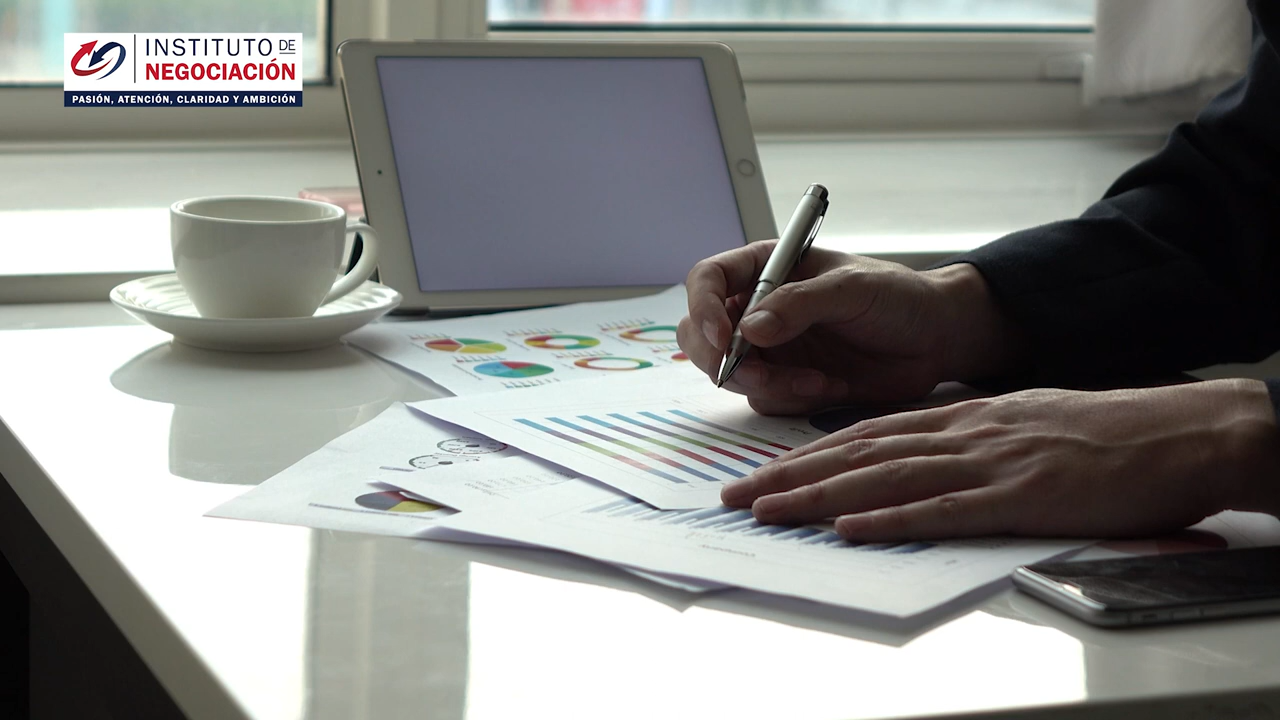 INSTITUTO DE
NEGOCIACIÓN
PASIÓN, ATENCIÓN, CLARIDAD Y AMBICIÓN